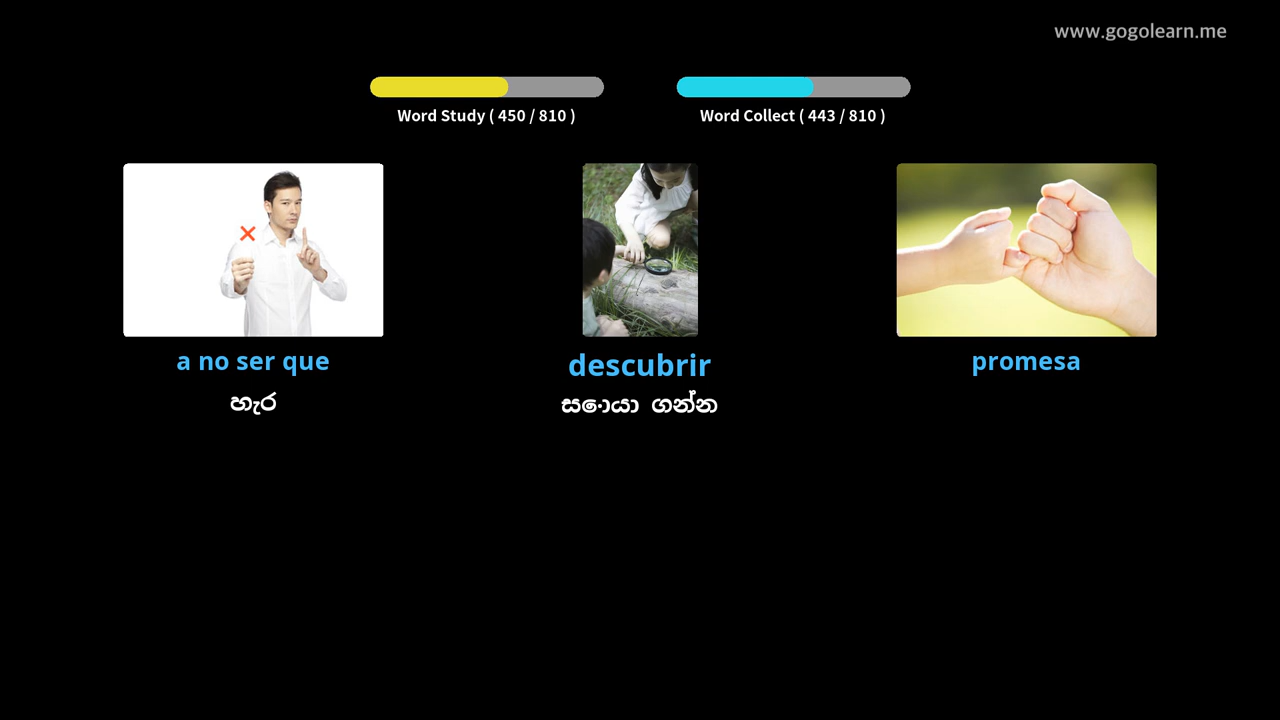 www.gogolearn.me
Word Study ( 450 / 810 )
Word Collect ( 443 / 810 )
a no ser que
descubrir
promesa
හැර
සොයා ගන්න